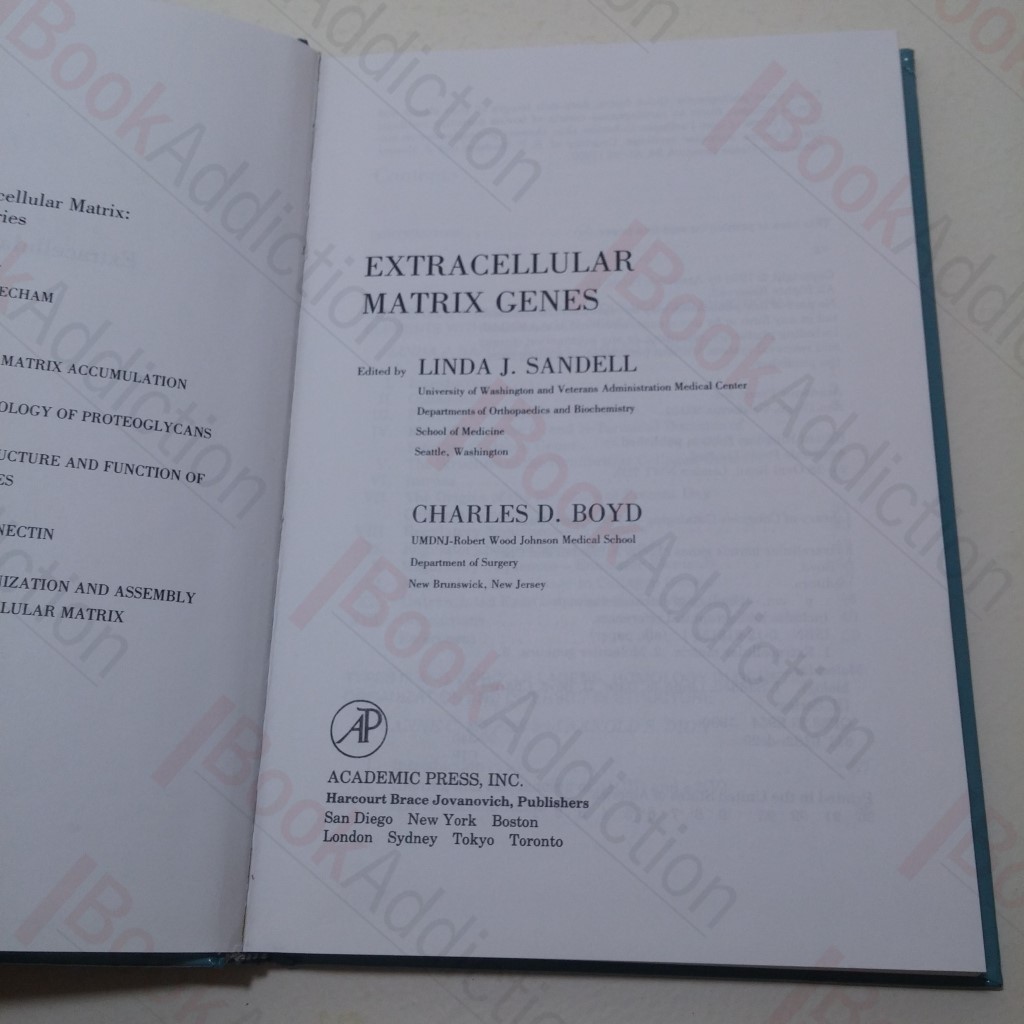 cellular Matrix:
ries
ECHAM
MATRIX ACCUMULATION
OLOGY OF PROTEOGLYCANS
UCTURE AND FUNCTION OF
ES
NECTIN
NIZATION AND ASSEMBLY
LLULAR MATRIX
EXTRACELLULAR
MATRIX GENES
Edited by LINDA J. SANDELL
University of Washington and Veterans Administration Medical Center
Departments of Orthopaedics and Biochemistry
School of Medicine
Seattle, Washington
CHARLES D. BOYD
UMDNJ-Robert Wood Johnson Medical School
Department of Surgery
New Brunswick, New Jersey
AP
ACADEMIC PRESS, INC.
Harcourt Brace Jovanovich, Publishers
San Diego New York Boston
London Sydney Tokyo Toronto
BookAddiction